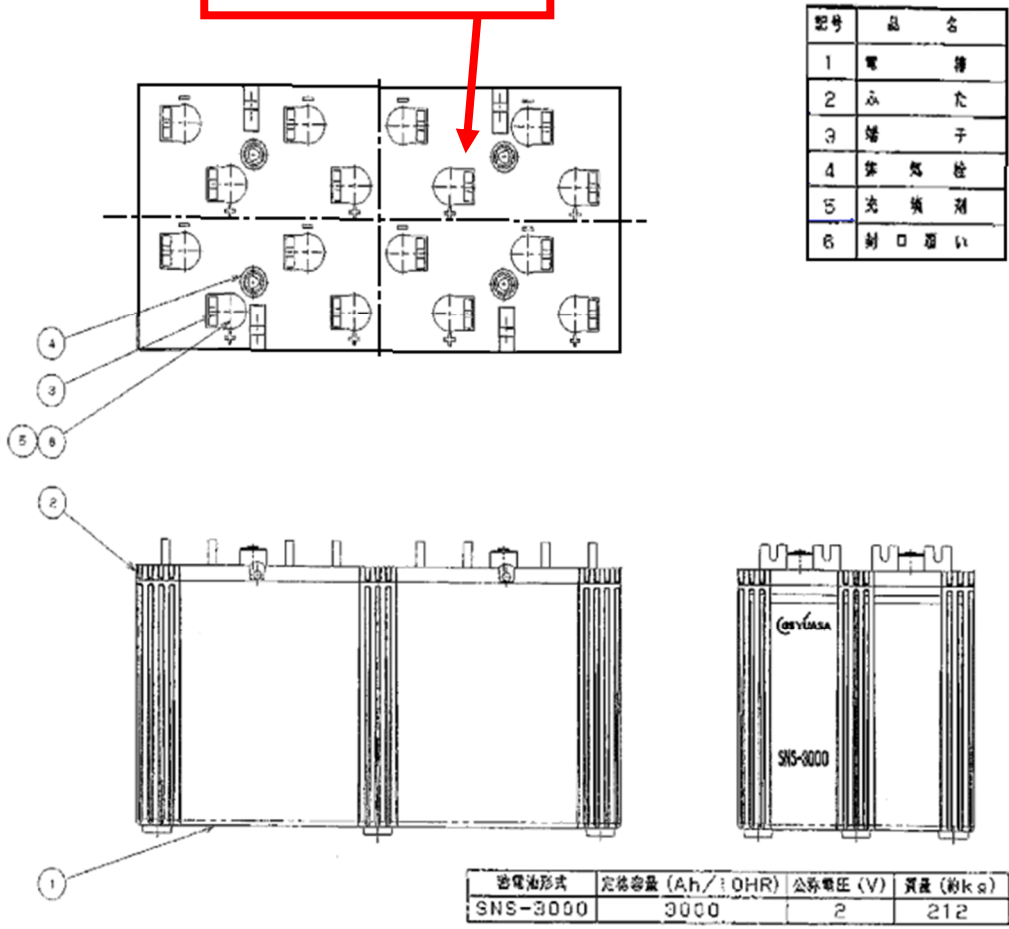 記号 品名
1 電槽
2 ふた
3 端子
4 排気栓
5 充填剤
6 封口覆い
4
3
5 6
2
1
GSYUASA
SNS-3000
蓄電池形式 定格容量 (Ah/10HR) 公称電圧 (V) 質量 (約kg)
SNS-3000 3000 2 212